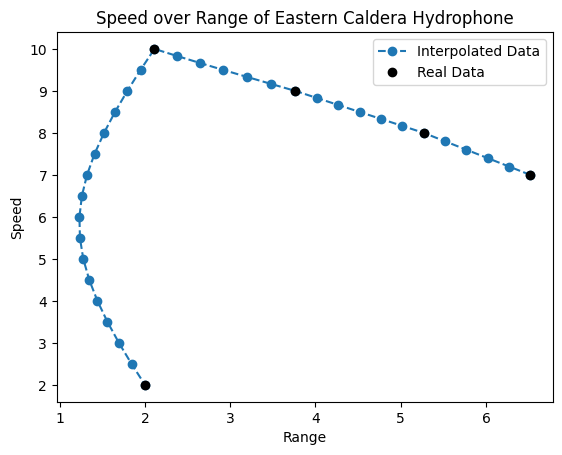 Speed over Range of Eastern Caldera Hydrophone
Interpolated Data
Real Data
10
9
8
7
6
5
4
3
2
Speed
1 2 3 4 5 6
Range